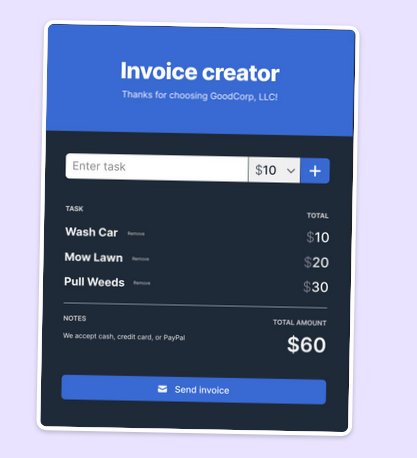 Invoice creator
Thanks for choosing GoodCorp, LLC!
Enter task $10
TASK TOTAL
Wash Car Remove $10
Mow Lawn Remove $20
Pull Weeds Remove $30
NOTES TOTAL AMOUNT
We accept cash, credit card, or PayPal $60
Send invoice